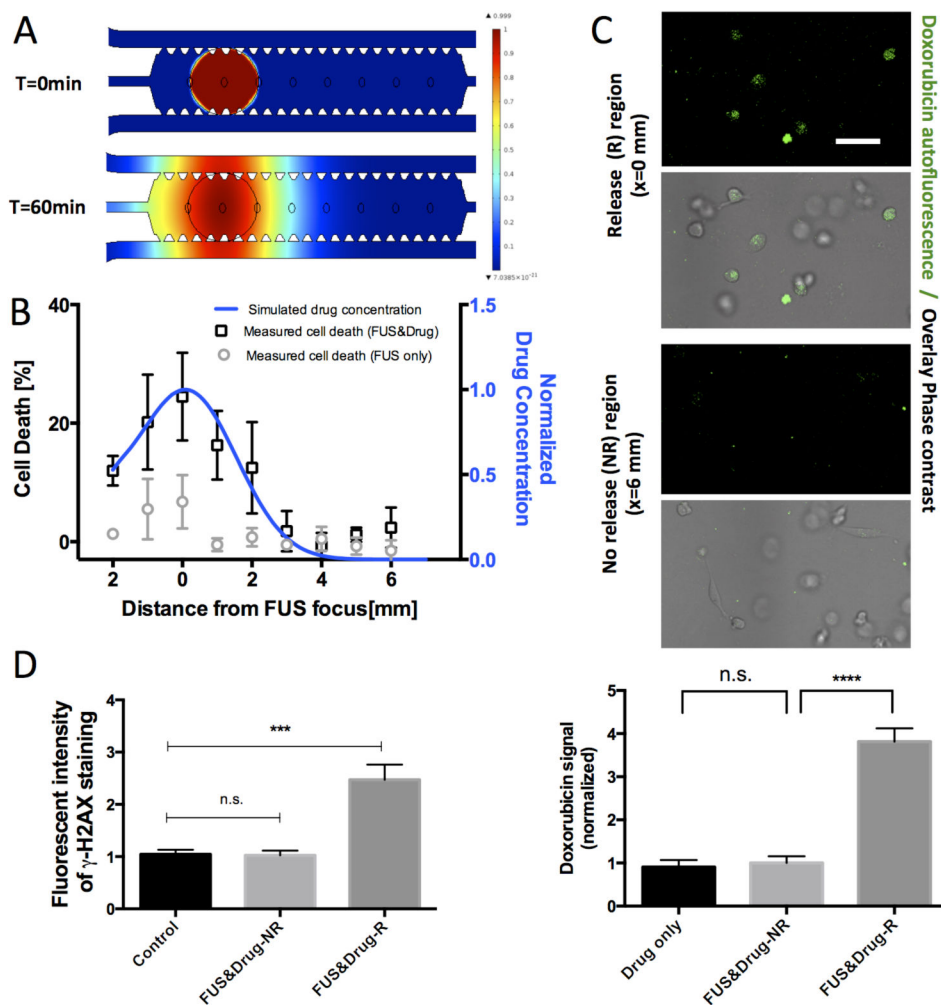 A
T=0min
T=60min
▲ 0.999
1
0.9
0.8
0.7
0.6
0.5
0.4
0.3
0.2
0.1
▼ 7.0385×10⁻²¹
B
Simulated drug concentration
Measured cell death (FUS&Drug)
Measured cell death (FUS only)
Cell Death [%]
40
20
0
Normalized
Drug Concentration
1.5
1.0
0.5
0.0
2 0 2 4 6
Distance from FUS focus[mm]
C
Release (R) region
(x=0 mm)
No release (NR) region
(x=6 mm)
Doxorubicin autofluorescence / Overlay Phase contrast
D
Fluorescent intensity
of γ-H2AX staining
4
3
2
1
0
***
n.s.
Control
FUS&Drug-NR
FUS&Drug-R
Doxorubicin signal
(normalized)
5
4
3
2
1
0
n.s.
****
Drug only
FUS&Drug-NR
FUS&Drug-R